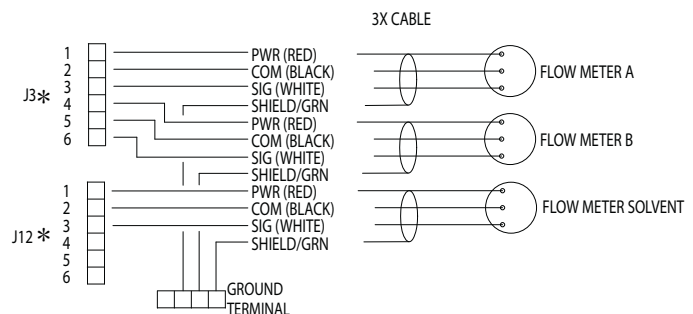 3X CABLE
J3*
1
2
3
4
5
6
PWR (RED)
COM (BLACK)
SIG (WHITE)
SHIELD/GRN
PWR (RED)
COM (BLACK)
SIG (WHITE)
SHIELD/GRN
FLOW METER A
FLOW METER B
J12*
1
2
3
4
5
6
PWR (RED)
COM (BLACK)
SIG (WHITE)
SHIELD/GRN
FLOW METER SOLVENT
GROUND
TERMINAL